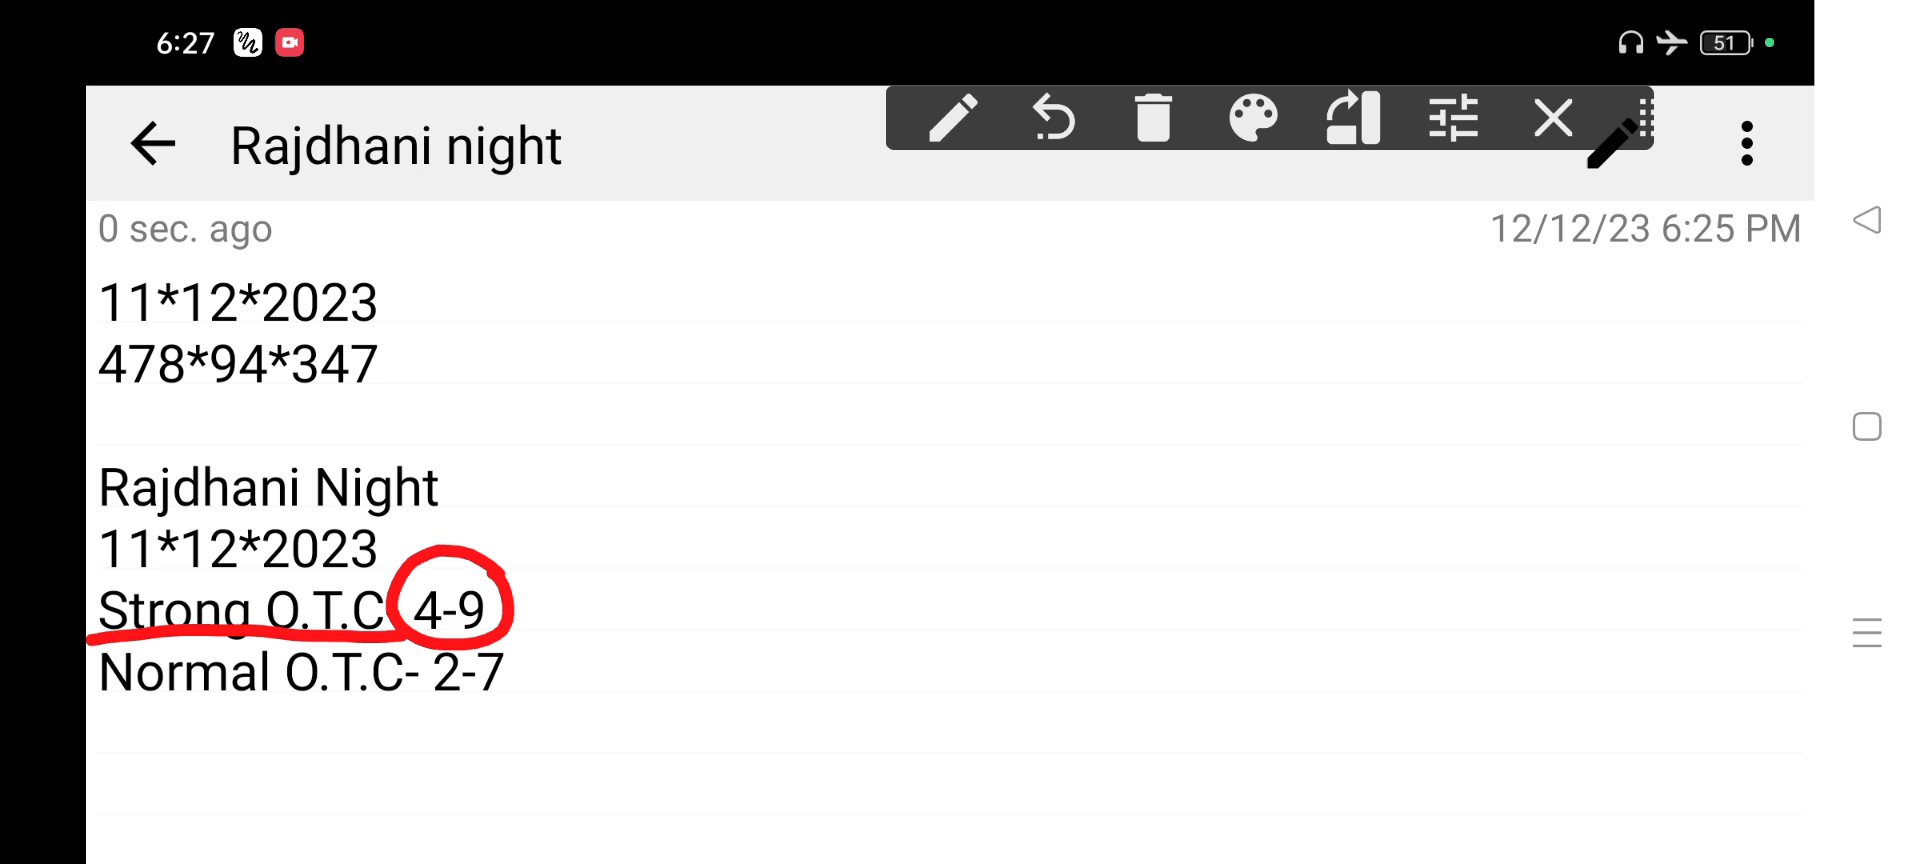 6:27
51
Rajdhani night
0 sec. ago
12/12/23 6:25 PM
11*12*2023
478*94*347
Rajdhani Night
11*12*2023
Strong O.T.C 4-9
Normal O.T.C- 2-7